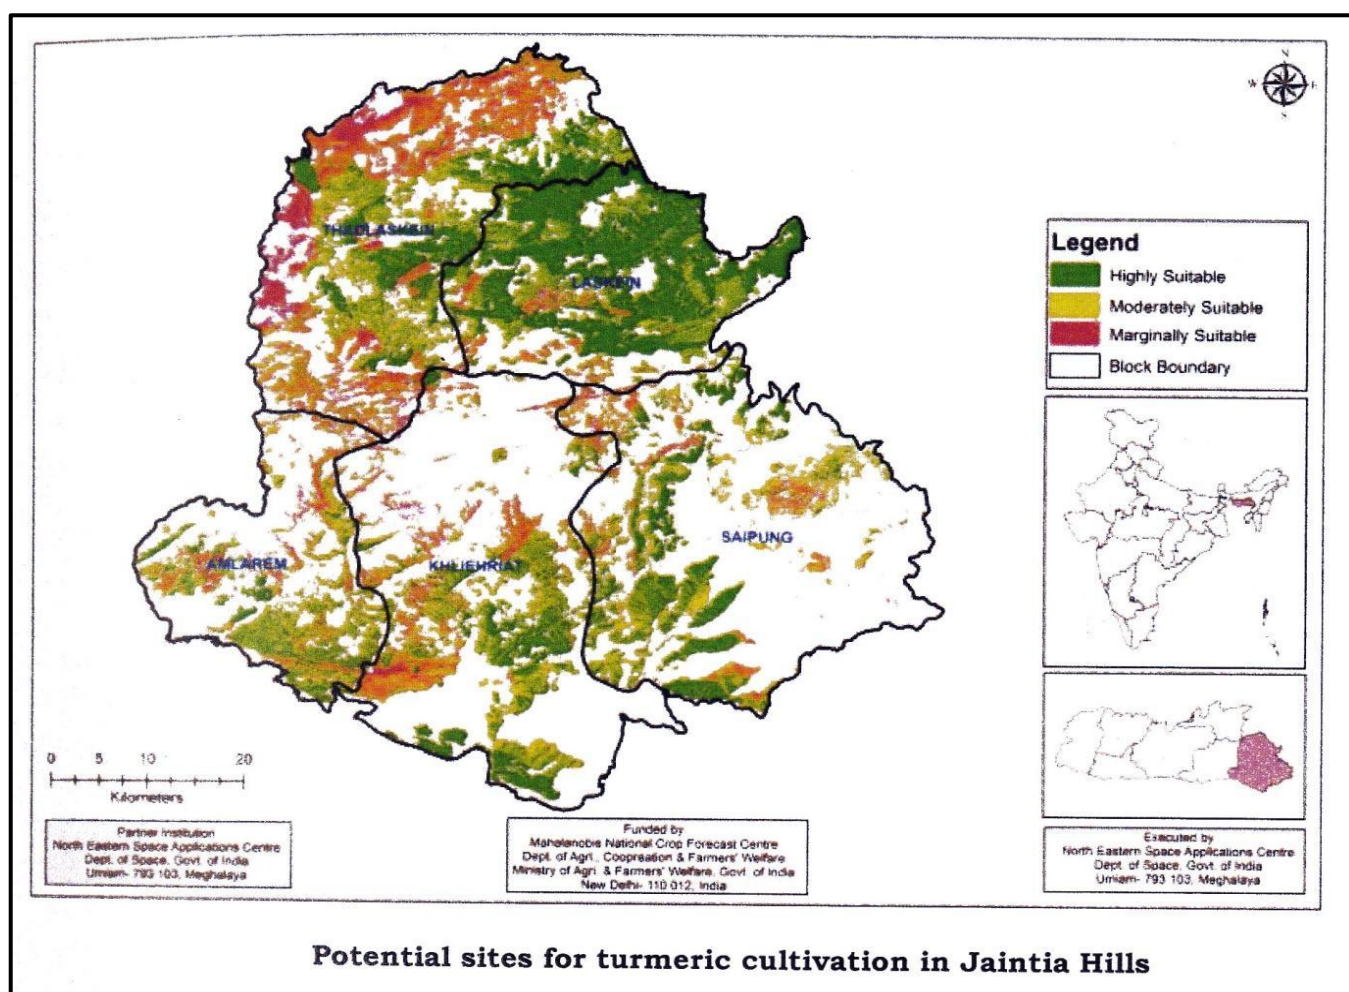 N
W
E
S
THADLASKEIN
LASKEIN
SAIPUNG
AMLAREM
KHLIEHRIAT
Legend
Highly Suitable
Moderately Suitable
Marginally Suitable
Block Boundary
0 5 10 20
Kilometers
Partner Institution
North Eastern Space Applications Centre
Dept. of Space, Govt. of India
Umiam- 793 103, Meghalaya
Funded by
Mahalanobis National Crop Forecast Centre
Dept. of Agri., Coopreation & Farmers' Welfare
Ministry of Agri. & Farmers' Welfare, Govt. of India
New Delhi- 110 012, India
Executed by
North Eastern Space Applications Centre
Dept. of Space, Govt. of India
Umiam- 793 103, Meghalaya
Potential sites for turmeric cultivation in Jaintia Hills